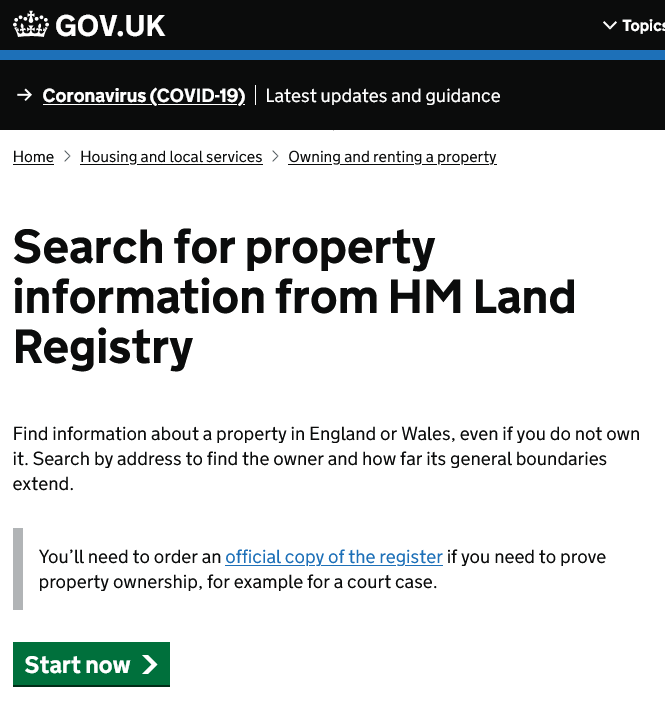 GOV.UK
Topics
→ Coronavirus (COVID-19) | Latest updates and guidance
Home > Housing and local services > Owning and renting a property
Search for property
information from HM Land
Registry
Find information about a property in England or Wales, even if you do not own
it. Search by address to find the owner and how far its general boundaries
extend.
You’ll need to order an official copy of the register if you need to prove
property ownership, for example for a court case.
Start now